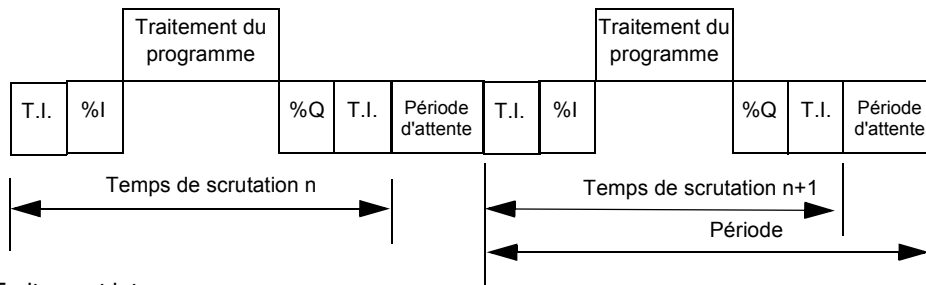 Traitement du
programme
Traitement du
programme
T.I. %I %Q T.I. Période
d'attente
T.I. %I %Q T.I. Période
d'attente
Temps de scrutation n
Temps de scrutation n+1
Période